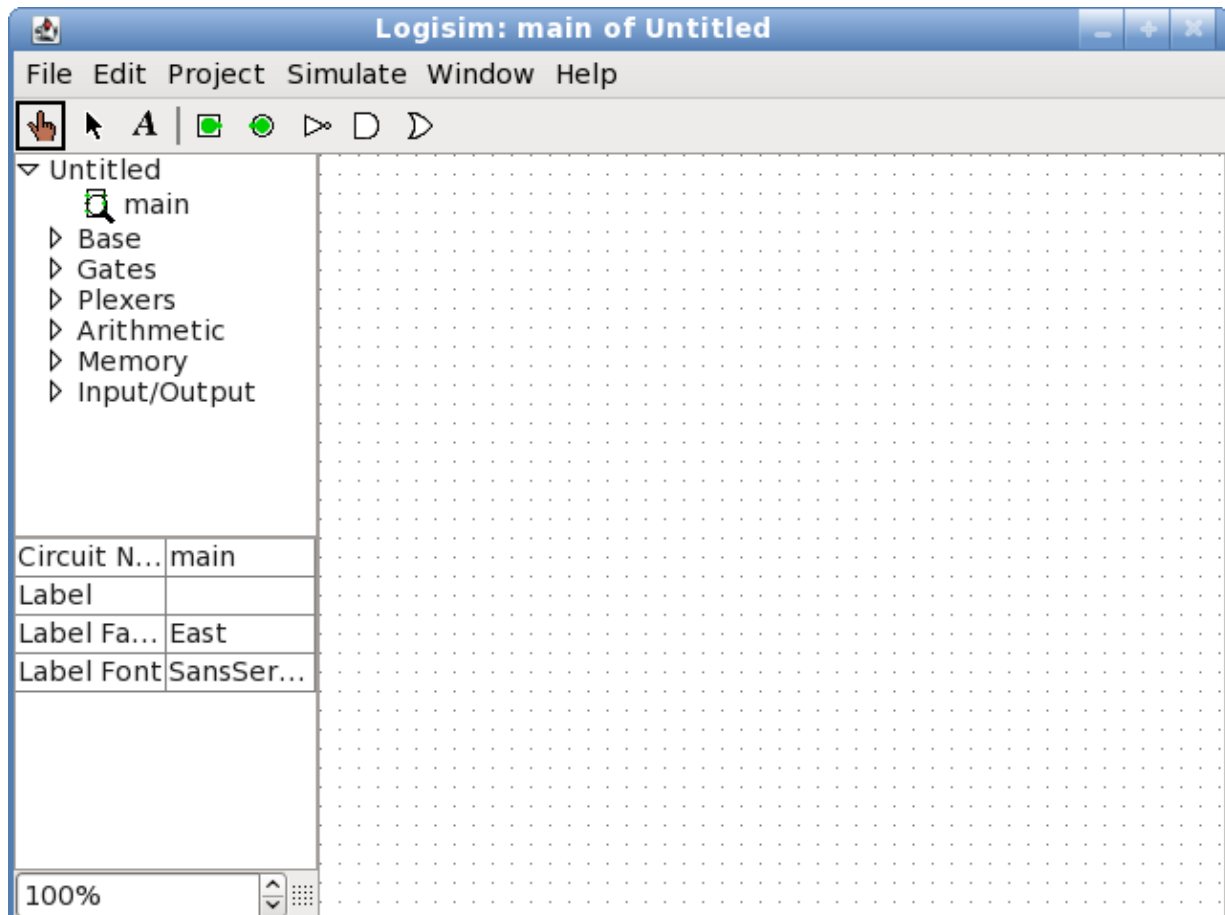 Logisim: main of Untitled
File Edit Project Simulate Window Help
A
Untitled
main
Base
Gates
Plexers
Arithmetic
Memory
Input/Output
Circuit N... main
Label
Label Fa... East
Label Font SansSer...
100%